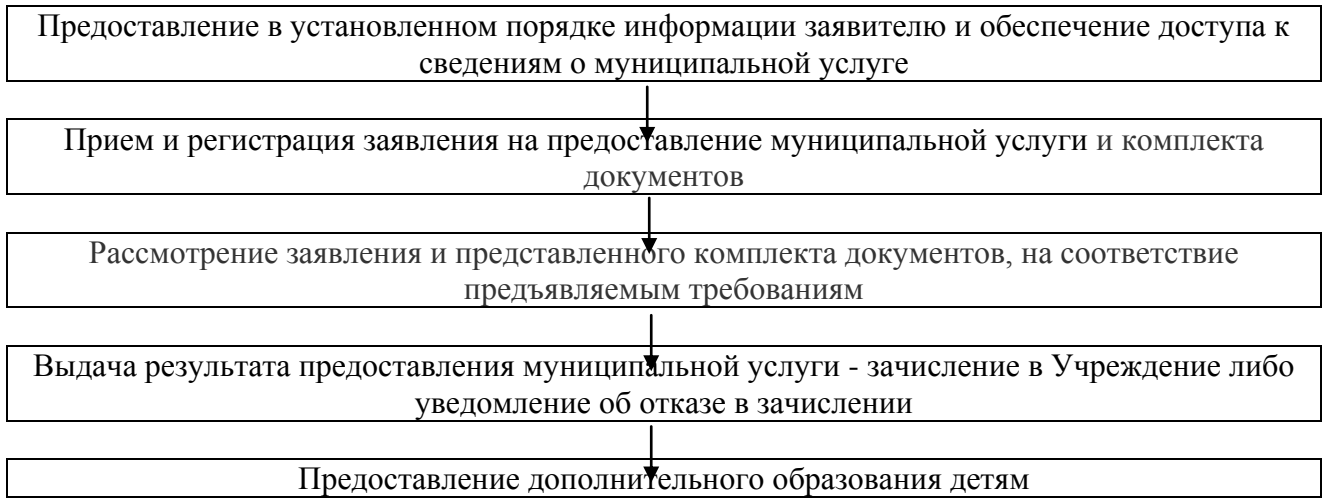 Предоставление в установленном порядке информации заявителю и обеспечение доступа к
сведениям о муниципальной услуге
Прием и регистрация заявления на предоставление муниципальной услуги и комплекта
документов
Рассмотрение заявления и представленного комплекта документов, на соответствие
предъявляемым требованиям
Выдача результата предоставления муниципальной услуги - зачисление в Учреждение либо
уведомление об отказе в зачислении
Предоставление дополнительного образования детям